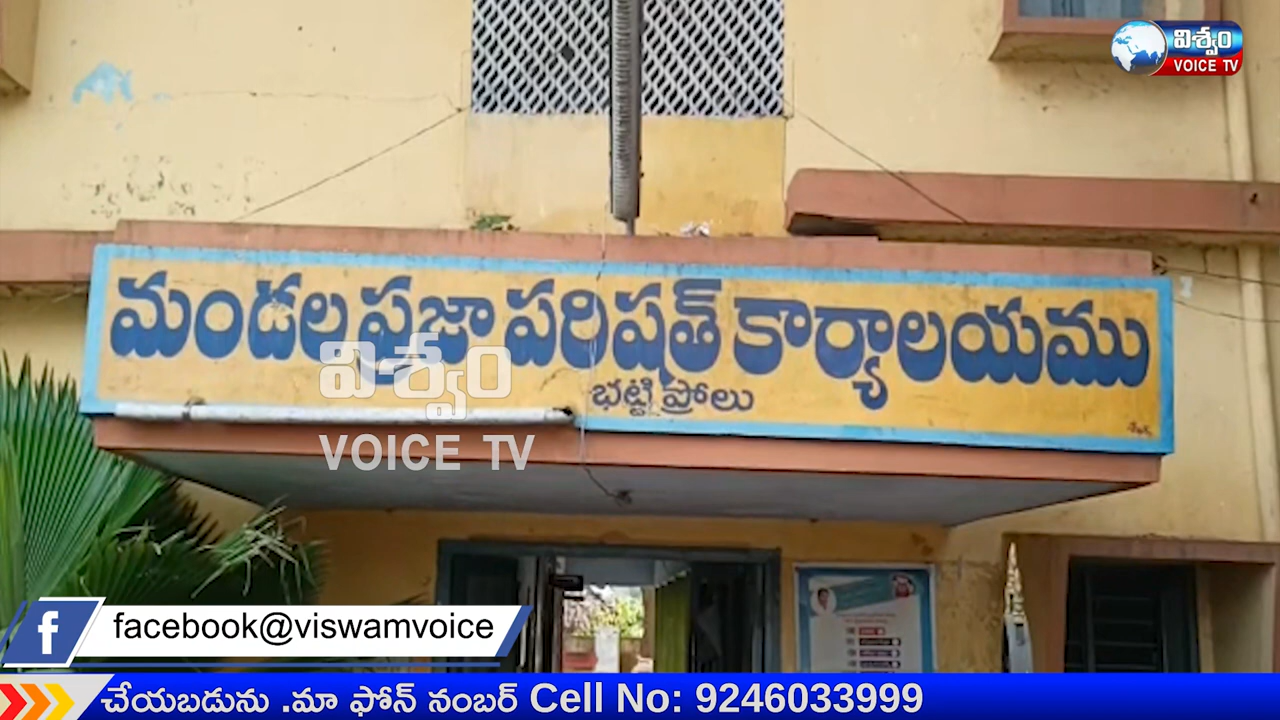 విశ్వం
VOICE TV
మండల ప్రజా పరిషత్ కార్యాలయము
భట్టిప్రోలు
విశ్వం
VOICE TV
facebook@viswamvoice
చేయబడును .మా ఫోన్ నంబర్ Cell No: 9246033999